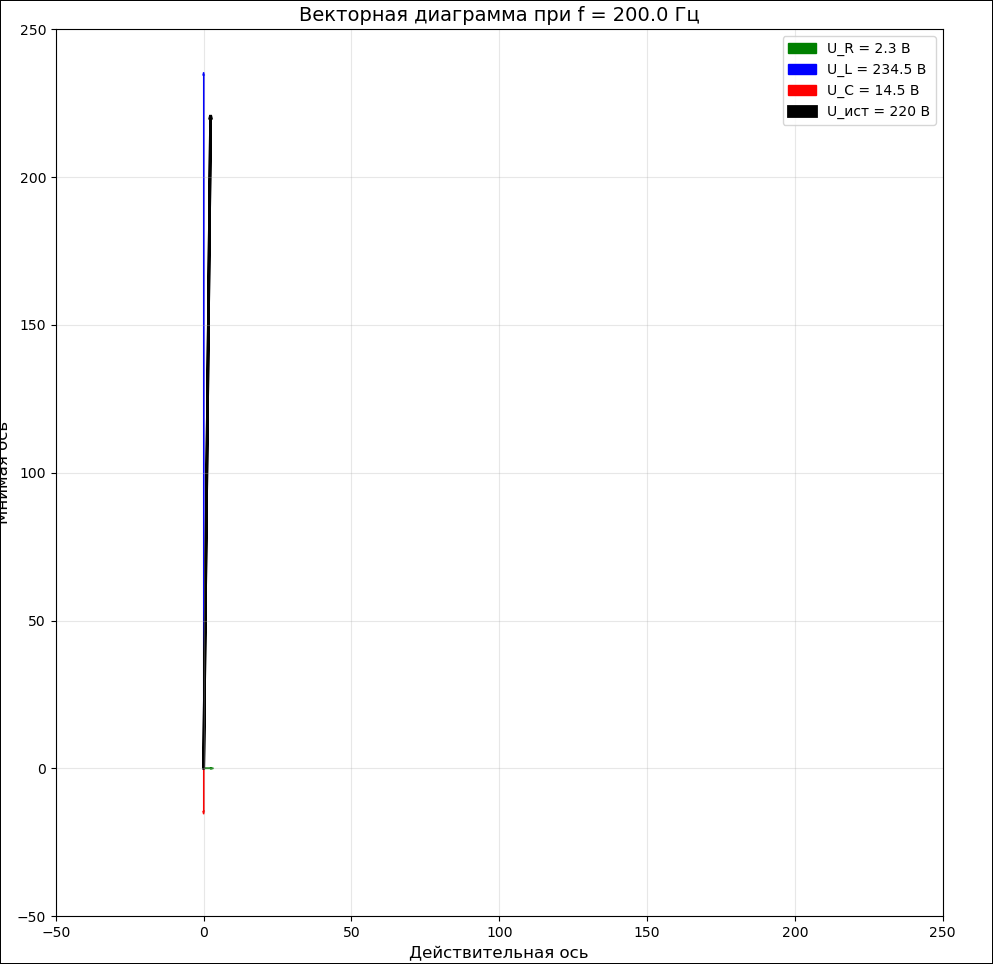 Векторная диаграмма при f = 200.0 Гц
U_R = 2.3 В
U_L = 234.5 В
U_C = 14.5 В
U_ист = 220 В
250
200
150
100
50
0
−50
Мнимая ось
−50 0 50 100 150 200 250
Действительная ось